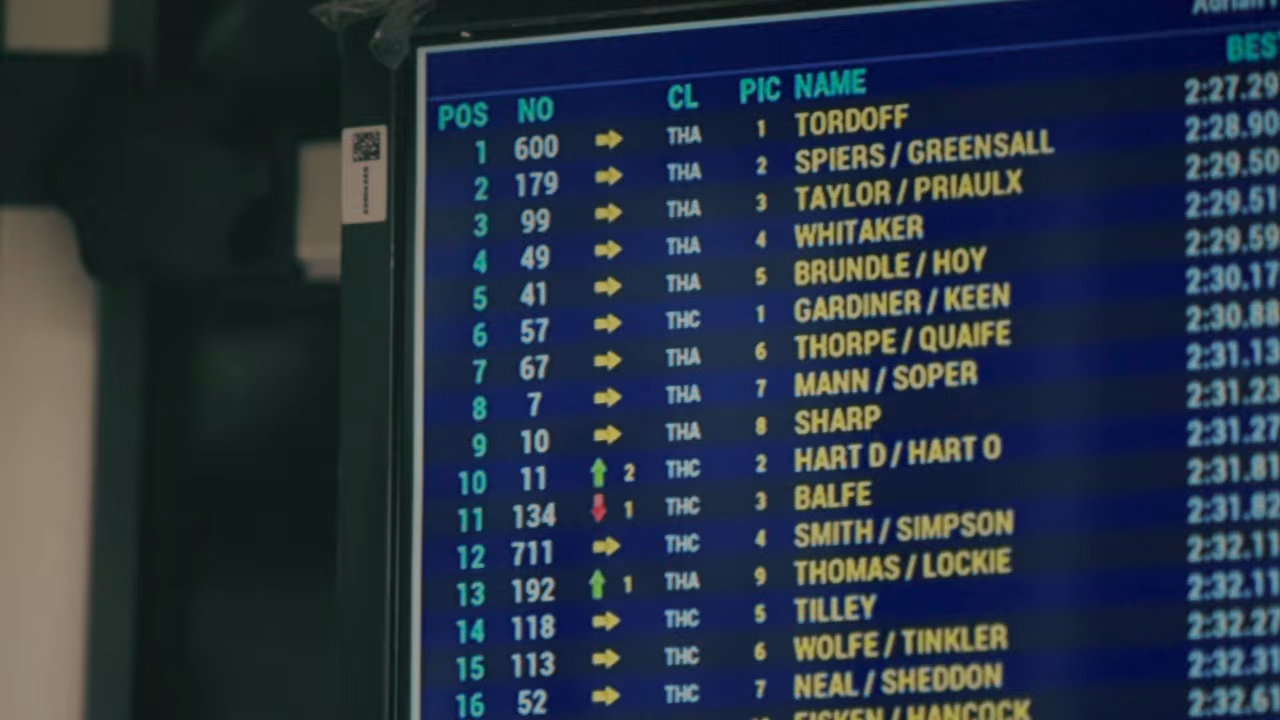 POS NO CL PIC NAME BEST
1 600 THA 1 TORDOFF 2:27.29
2 179 THA 2 SPIERS / GREENSALL 2:28.90
3 99 THA 3 TAYLOR / PRIAULX 2:29.50
4 49 THA 4 WHITAKER 2:29.51
5 41 THA 5 BRUNDLE / HOY 2:29.59
6 57 THC 1 GARDINER / KEEN 2:30.17
7 67 THA 6 THORPE / QUAIFE 2:30.88
8 7 THA 7 MANN / SOPER 2:31.13
9 10 THA 8 SHARP 2:31.23
10 11 2 THC 2 HART D / HART O 2:31.27
11 134 1 THC 3 BALFE 2:31.81
12 711 THC 4 SMITH / SIMPSON 2:31.82
13 192 1 THA 9 THOMAS / LOCKIE 2:32.11
14 118 THC 5 TILLEY 2:32.11
15 113 THC 6 WOLFE / TINKLER 2:32.27
16 52 THC 7 NEAL / SHEDDON 2:32.31
FISKEN / HANCOCK 2:32.61